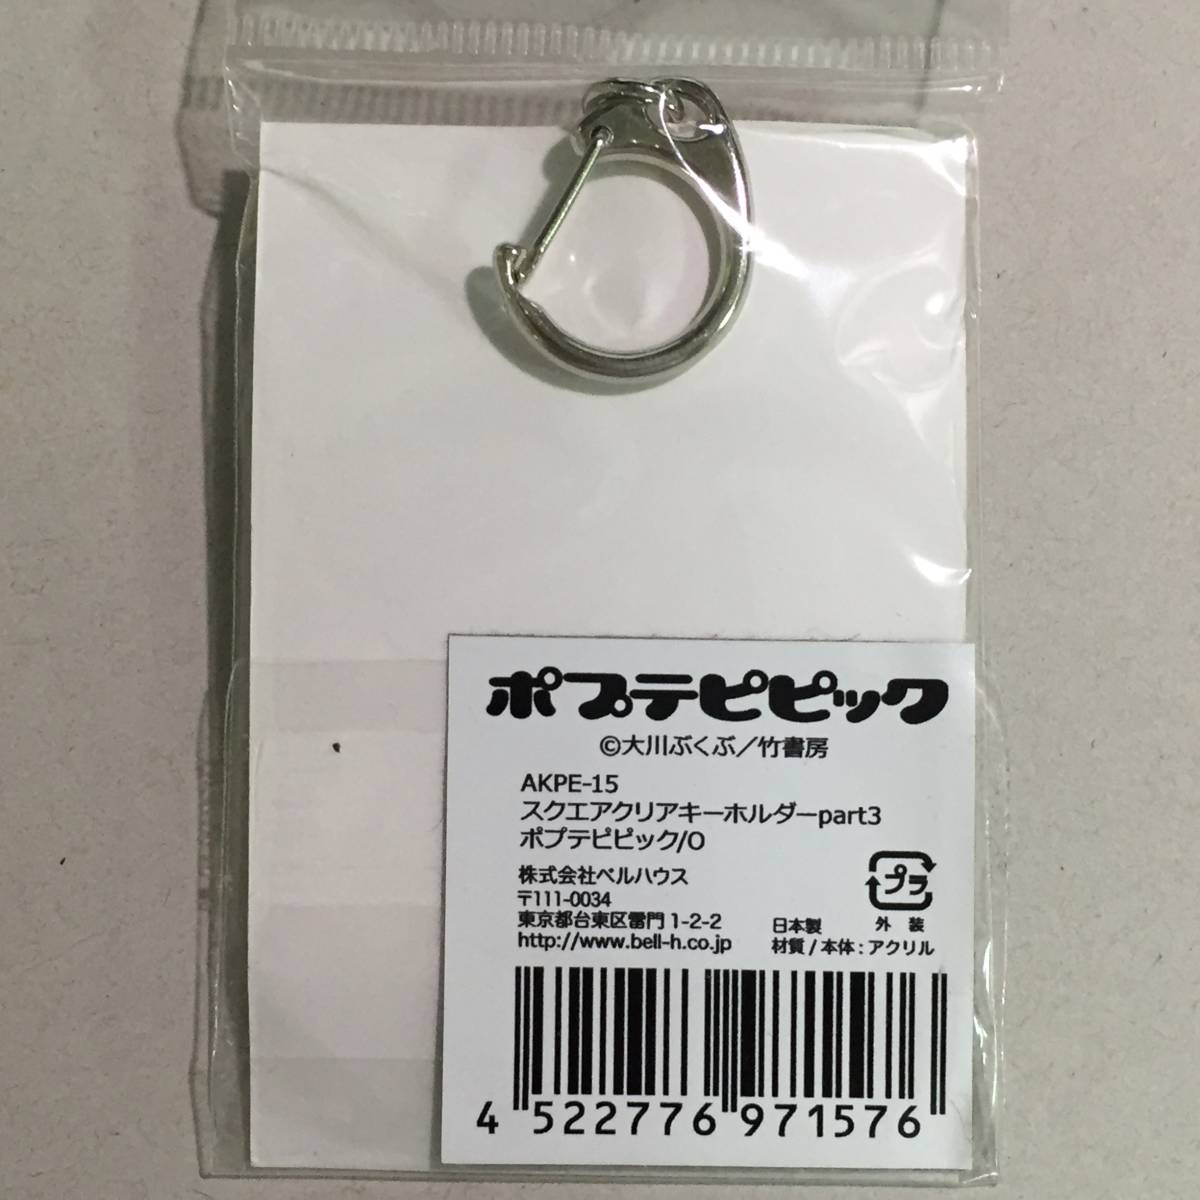 ポプテピピック
©大川ぶくぶ／竹書房
AKPE-15
スクエアクリアキーホルダーpart3
ポプテピピック/O
株式会社ベルハウス
〒111-0034
東京都台東区雷門1-2-2
http://www.bell-h.co.jp
プラ
外 装
日本製
材質/本体:アクリル
4 522776 971576